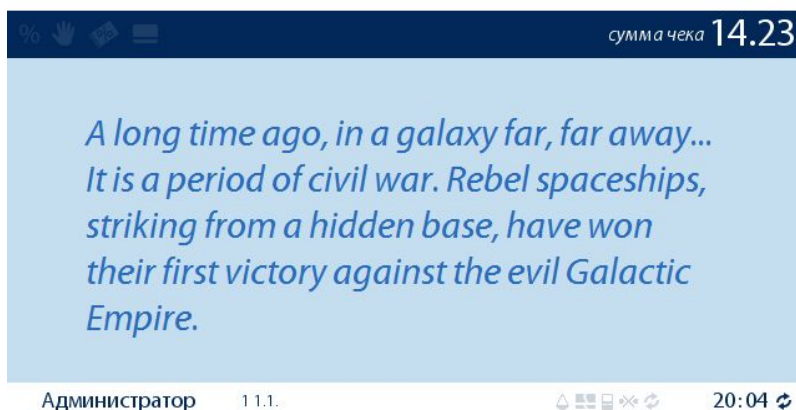 % % сумма чека 14.23
A long time ago, in a galaxy far, far away...
It is a period of civil war. Rebel spaceships,
striking from a hidden base, have won
their first victory against the evil Galactic
Empire.
Администратор 1 1.1. 20:04